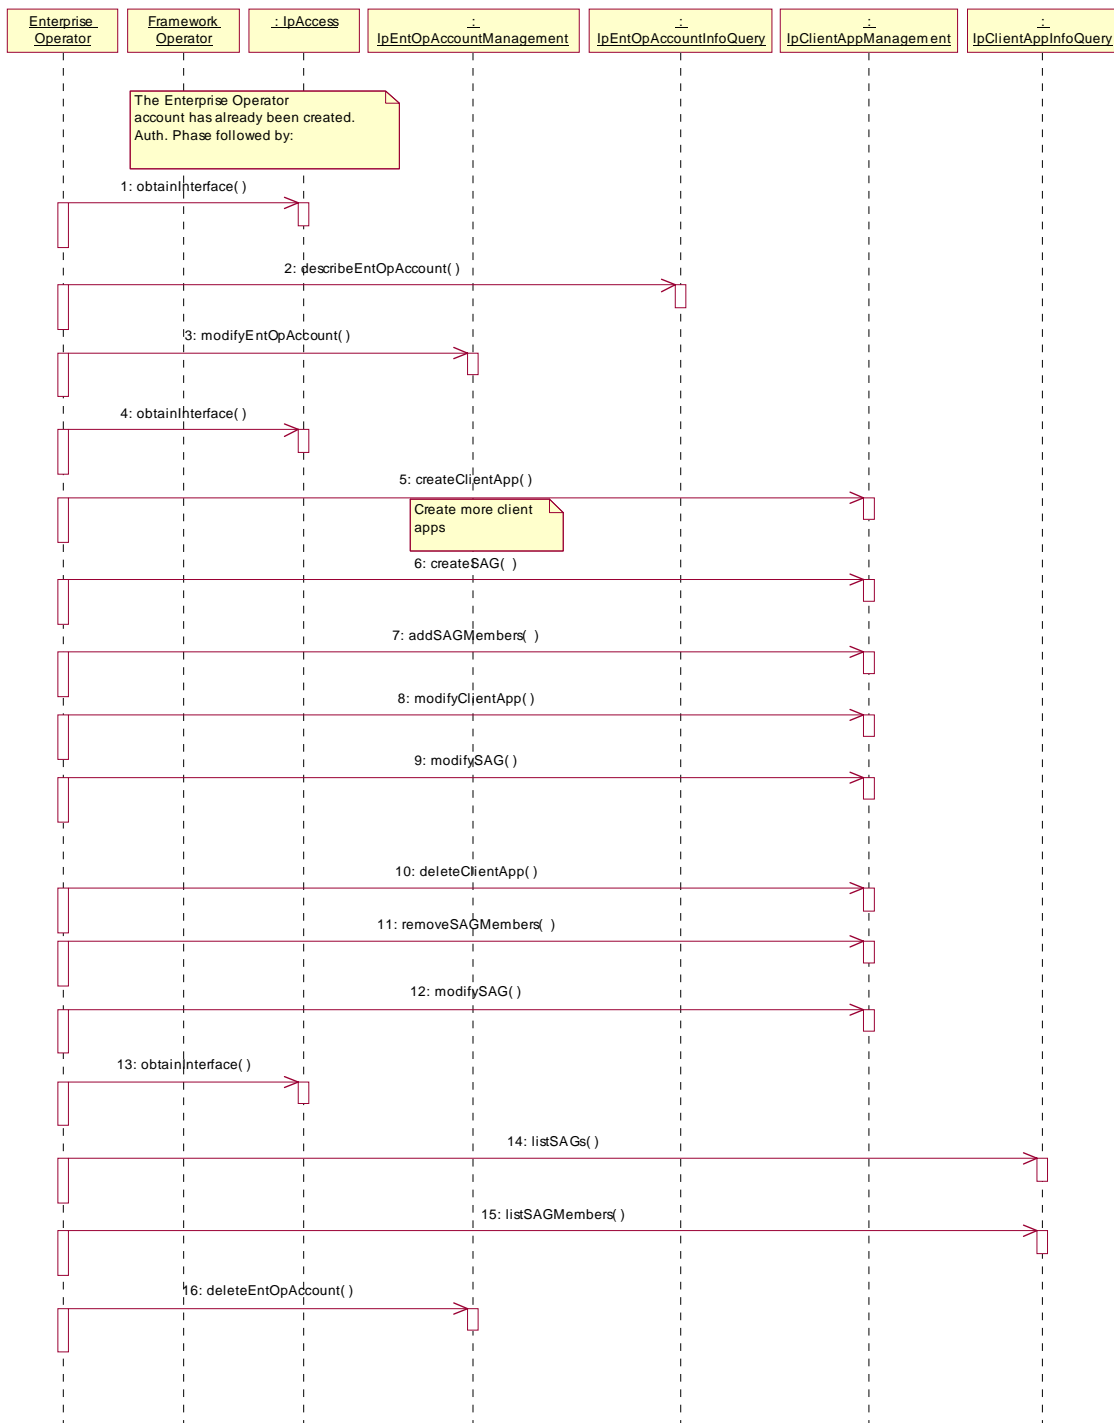 Enterprise
Operator
Framework
Operator
: IpAccess
:
IpEntOpAccountManagement
:
IpEntOpAccountInfoQuery
:
IpClientAppManagement
:
IpClientAppInfoQuery
The Enterprise Operator
account has already been created.
Auth. Phase followed by:
1: obtainInterface( )
2: describeEntOpAccount( )
3: modifyEntOpAccount( )
4: obtainInterface( )
5: createClientApp( )
Create more client
apps
6: createSAG( )
7: addSAGMembers( )
8: modifyClientApp( )
9: modifySAG( )
10: deleteClientApp( )
11: removeSAGMembers( )
12: modifySAG( )
13: obtainInterface( )
14: listSAGs( )
15: listSAGMembers( )
16: deleteEntOpAccount( )